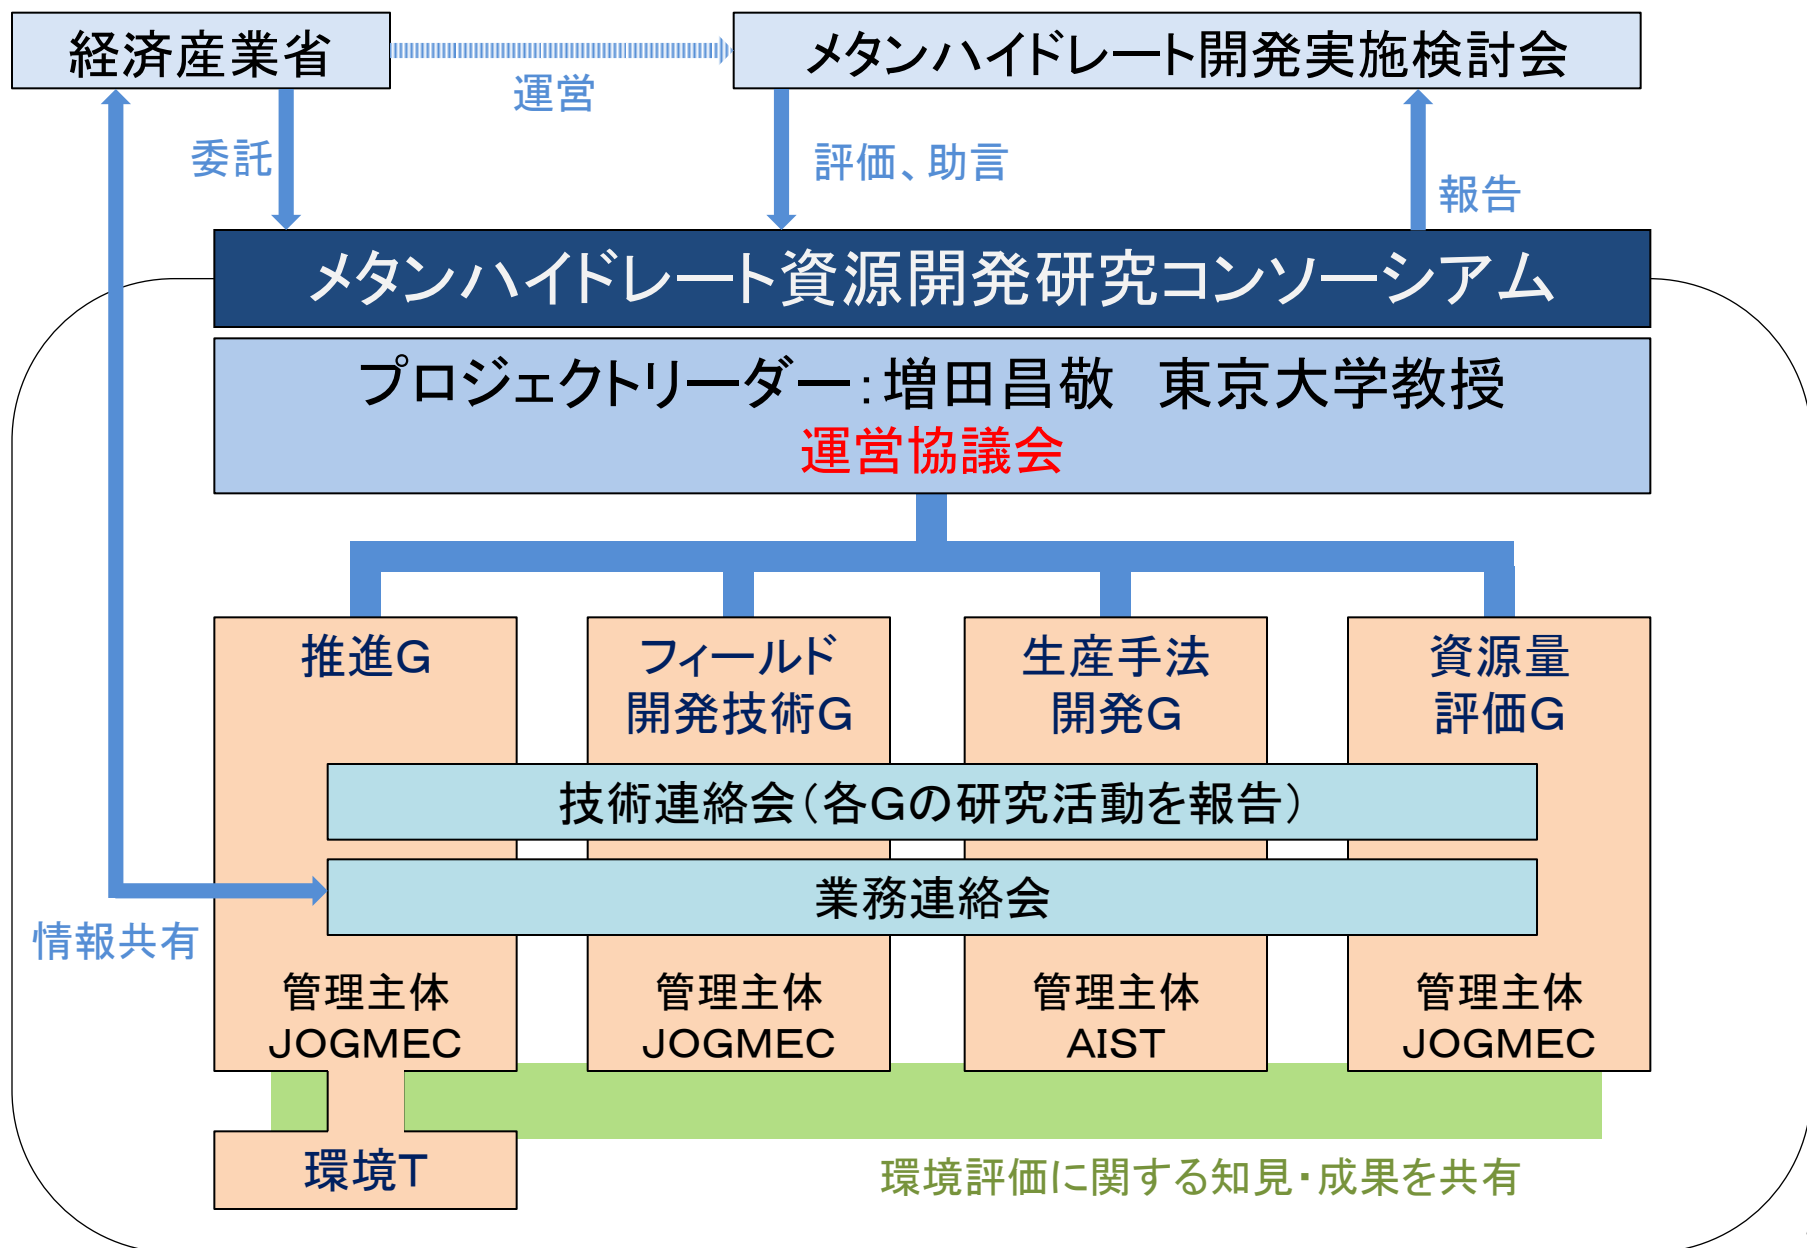 経済産業省
メタンハイドレート開発実施検討会
運営
委託
評価、助言
報告
メタンハイドレート資源開発研究コンソーシアム
プロジェクトリーダー：増田昌敬　東京大学教授
運営協議会
推進G
フィールド
開発技術G
生産手法
開発G
資源量
評価G
技術連絡会（各Gの研究活動を報告）
業務連絡会
情報共有
管理主体
JOGMEC
管理主体
JOGMEC
管理主体
AIST
管理主体
JOGMEC
環境T
環境評価に関する知見・成果を共有